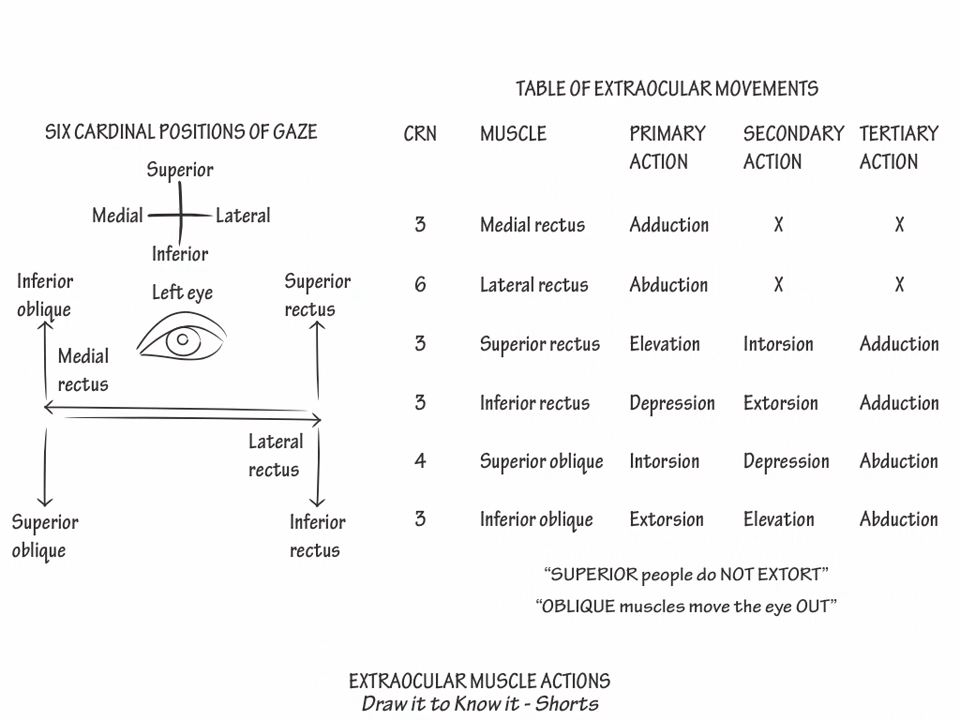 TABLE OF EXTRAOCULAR MOVEMENTS
SIX CARDINAL POSITIONS OF GAZE
Superior
Medial Lateral
Inferior
Inferior
oblique
Left eye
Superior
rectus
Medial
rectus
Lateral
rectus
Superior
oblique
Inferior
rectus
CRN MUSCLE PRIMARY ACTION SECONDARY ACTION TERTIARY ACTION
3 Medial rectus Adduction X X
6 Lateral rectus Abduction X X
3 Superior rectus Elevation Intorsion Adduction
3 Inferior rectus Depression Extorsion Adduction
4 Superior oblique Intorsion Depression Abduction
3 Inferior oblique Extorsion Elevation Abduction
“SUPERIOR people do NOT EXTORT”
“OBLIQUE muscles move the eye OUT”
EXTRAOCULAR MUSCLE ACTIONS
Draw it to Know it - Shorts